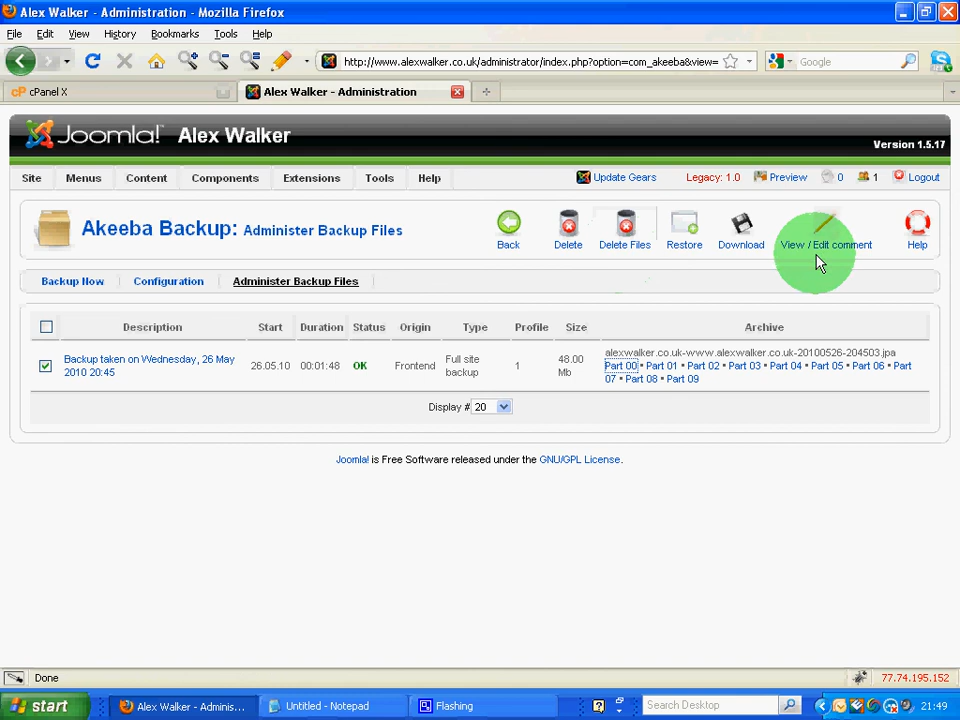 Alex Walker - Administration - Mozilla Firefox
File Edit View History Bookmarks Tools Help
http://www.alexwalker.co.uk/administrator/index.php?option=com_akeeba&view=
Google
cPanel X
Alex Walker - Administration
Joomla! Alex Walker
Version 1.5.17
Site Menus Content Components Extensions Tools Help Update Gears Legacy: 1.0 Preview 0 1 Logout
Akeeba Backup: Administer Backup Files
Back Delete Delete Files Restore Download View / Edit comment Help
Backup Now Configuration Administer Backup Files
Description Start Duration Status Origin Type Profile Size Archive
Backup taken on Wednesday, 26 May
2010 20:45
26.05.10 00:01:48 OK Frontend
Full site
backup
1
48.00
Mb
alexwalker.co.uk-www.alexwalker.co.uk-20100526-204503.jpa
Part 00 • Part 01 • Part 02 • Part 03 • Part 04 • Part 05 • Part 06 • Part
07 • Part 08 • Part 09
Display # 20
Joomla! is Free Software released under the GNU/GPL License.
Done
77.74.195.152
start
Alex Walker - Adminis...
Untitled - Notepad
Flashing
Search Desktop
21:49